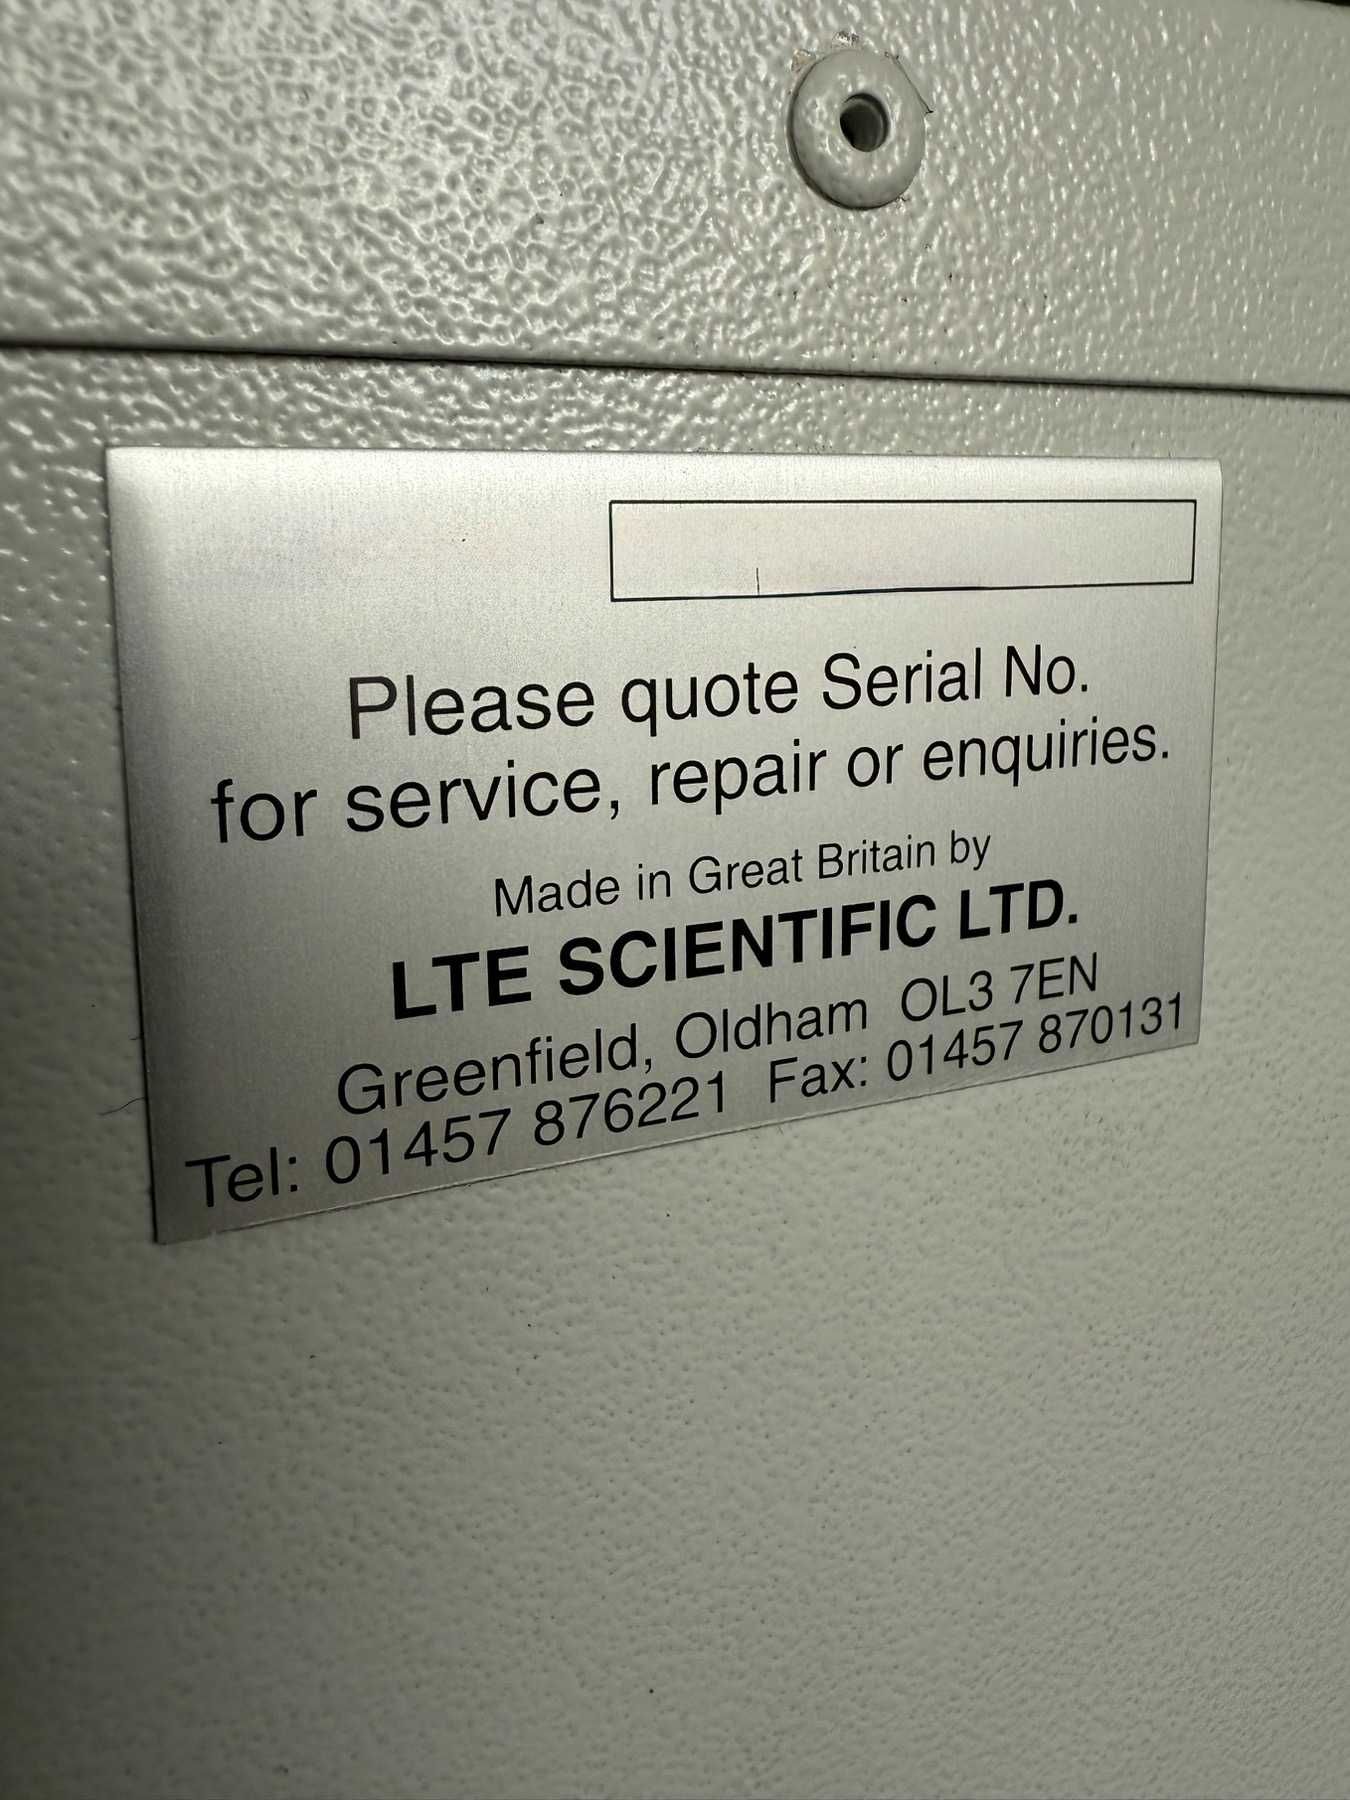 Please quote Serial No.
for service, repair or enquiries.
Made in Great Britain by
LTE SCIENTIFIC LTD.
Greenfield, Oldham OL3 7EN
Tel: 01457 876221 Fax: 01457 870131